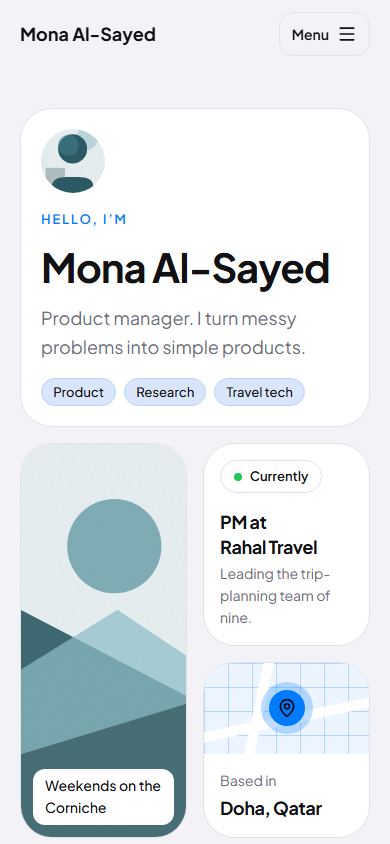 Mona Al-Sayed
Menu
HELLO, I’M
Mona Al-Sayed
Product manager. I turn messy
problems into simple products.
Product
Research
Travel tech
Currently
PM at
Rahal Travel
Leading the trip-
planning team of
nine.
Weekends on the
Corniche
Based in
Doha, Qatar